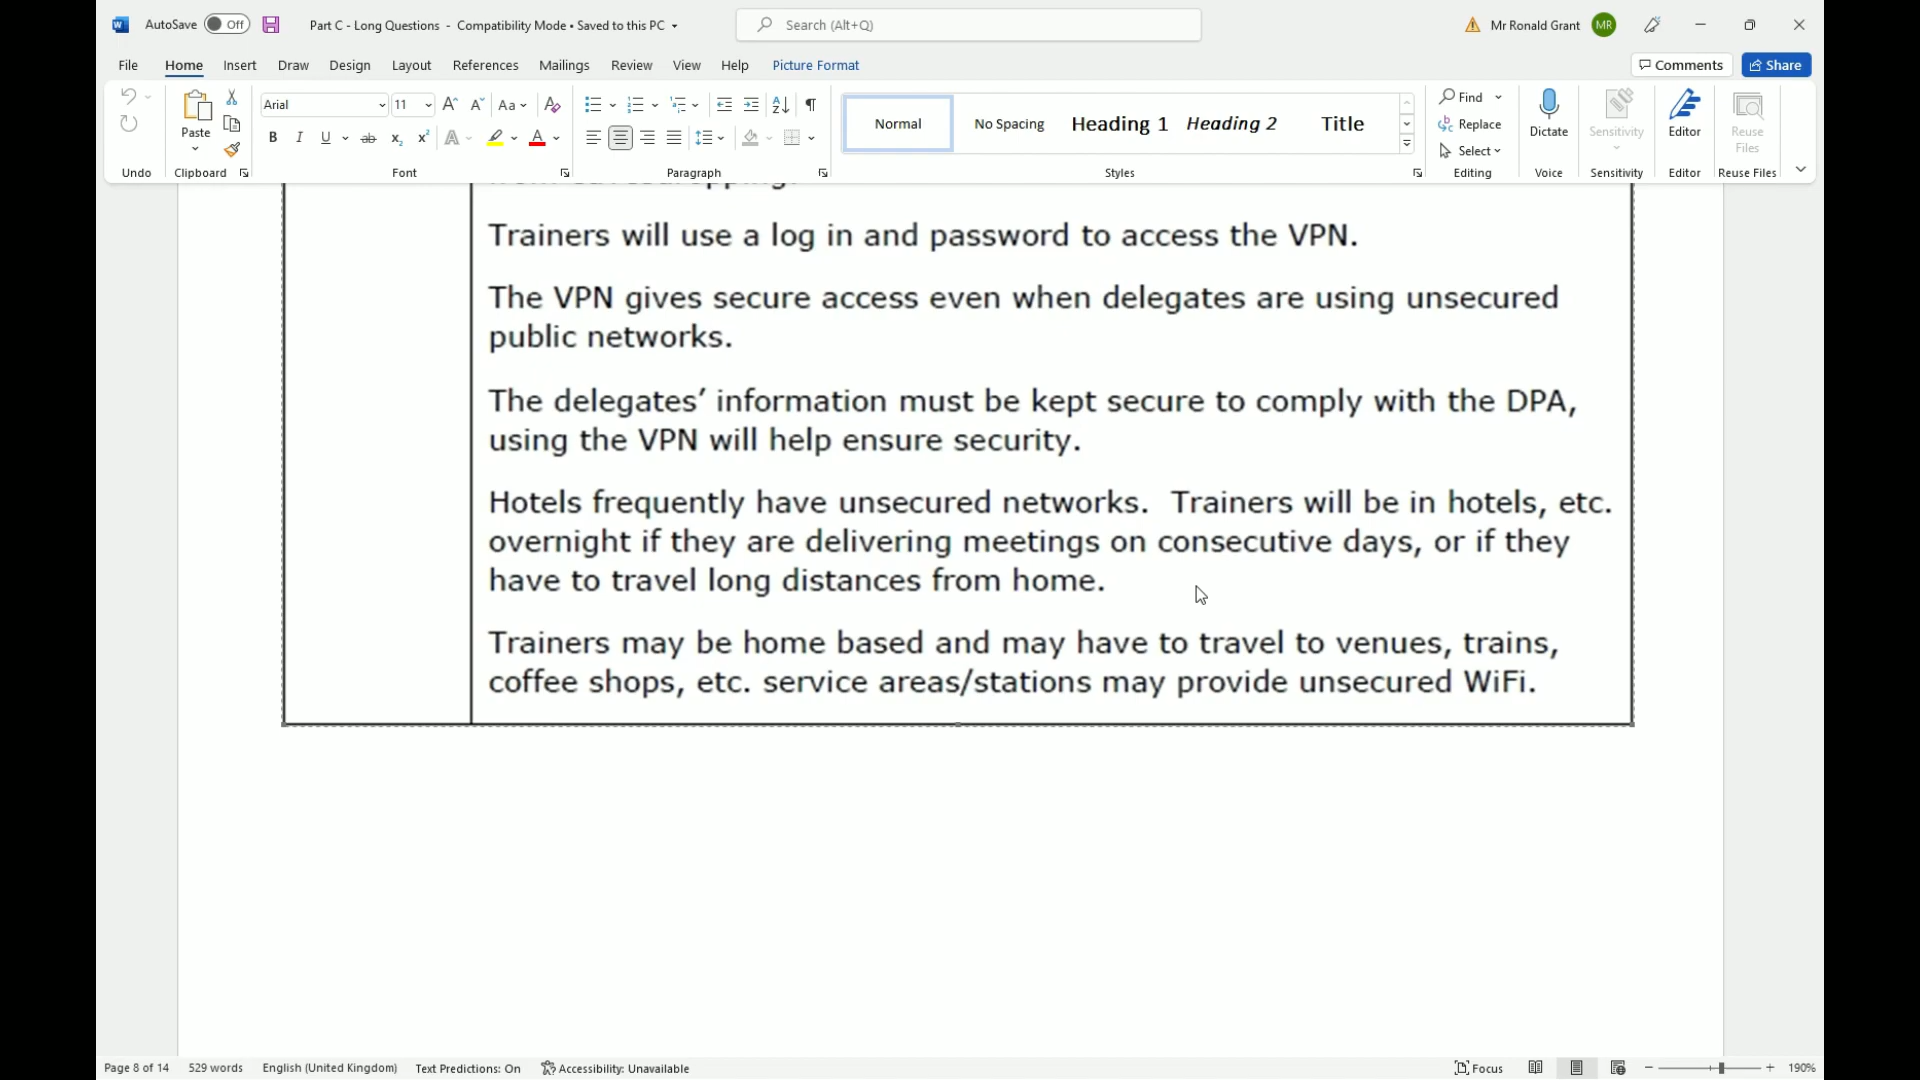 AutoSave Off Part C - Long Questions - Compatibility Mode • Saved to this PC Search (Alt+Q) Mr Ronald Grant MR
File Home Insert Draw Design Layout References Mailings Review View Help Picture Format Comments Share
Arial 11 Aa
Paste
B I U ab x₂ x² A A
Normal No Spacing Heading 1 Heading 2 Title
Find
Replace
Select
Dictate Sensitivity Editor Reuse Files
Undo Clipboard Font Paragraph Styles Editing Voice Sensitivity Editor Reuse Files
Trainers will use a log in and password to access the VPN.
The VPN gives secure access even when delegates are using unsecured
public networks.
The delegates’ information must be kept secure to comply with the DPA,
using the VPN will help ensure security.
Hotels frequently have unsecured networks. Trainers will be in hotels, etc.
overnight if they are delivering meetings on consecutive days, or if they
have to travel long distances from home.
Trainers may be home based and may have to travel to venues, trains,
coffee shops, etc. service areas/stations may provide unsecured WiFi.
Page 8 of 14 529 words English (United Kingdom) Text Predictions: On Accessibility: Unavailable Focus 190%